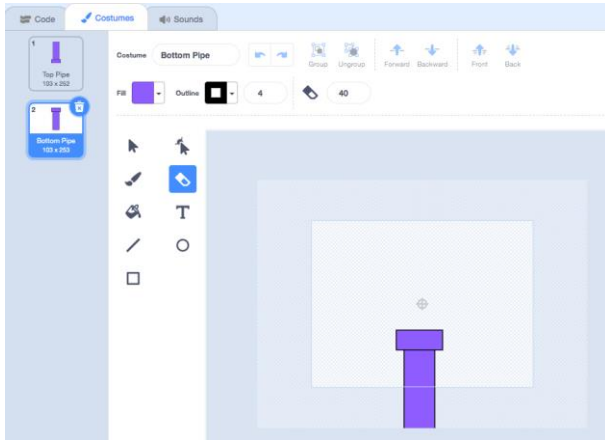 Code Costumes Sounds
1
Top Pipe
103 x 252
2
Bottom Pipe
103 x 253
Costume Bottom Pipe
Group Ungroup Forward Backward Front Back
Fill Outline 4 40
T